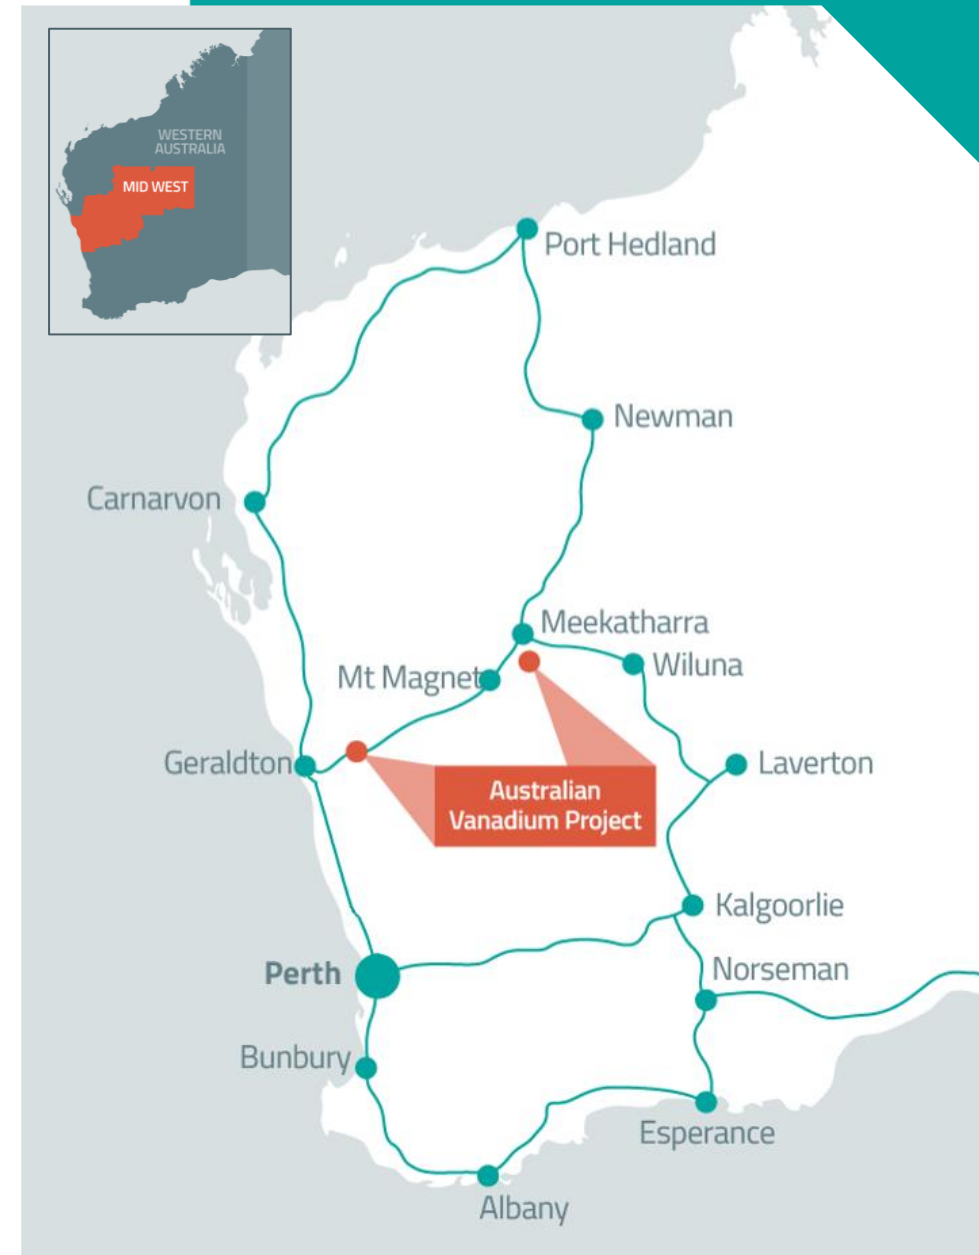 WESTERN
AUSTRALIA
MID WEST
Port Hedland
Newman
Carnarvon
Meekatharra
Wiluna
Mt Magnet
Geraldton
Laverton
Australian
Vanadium Project
Kalgoorlie
Norseman
Perth
Bunbury
Esperance
Albany